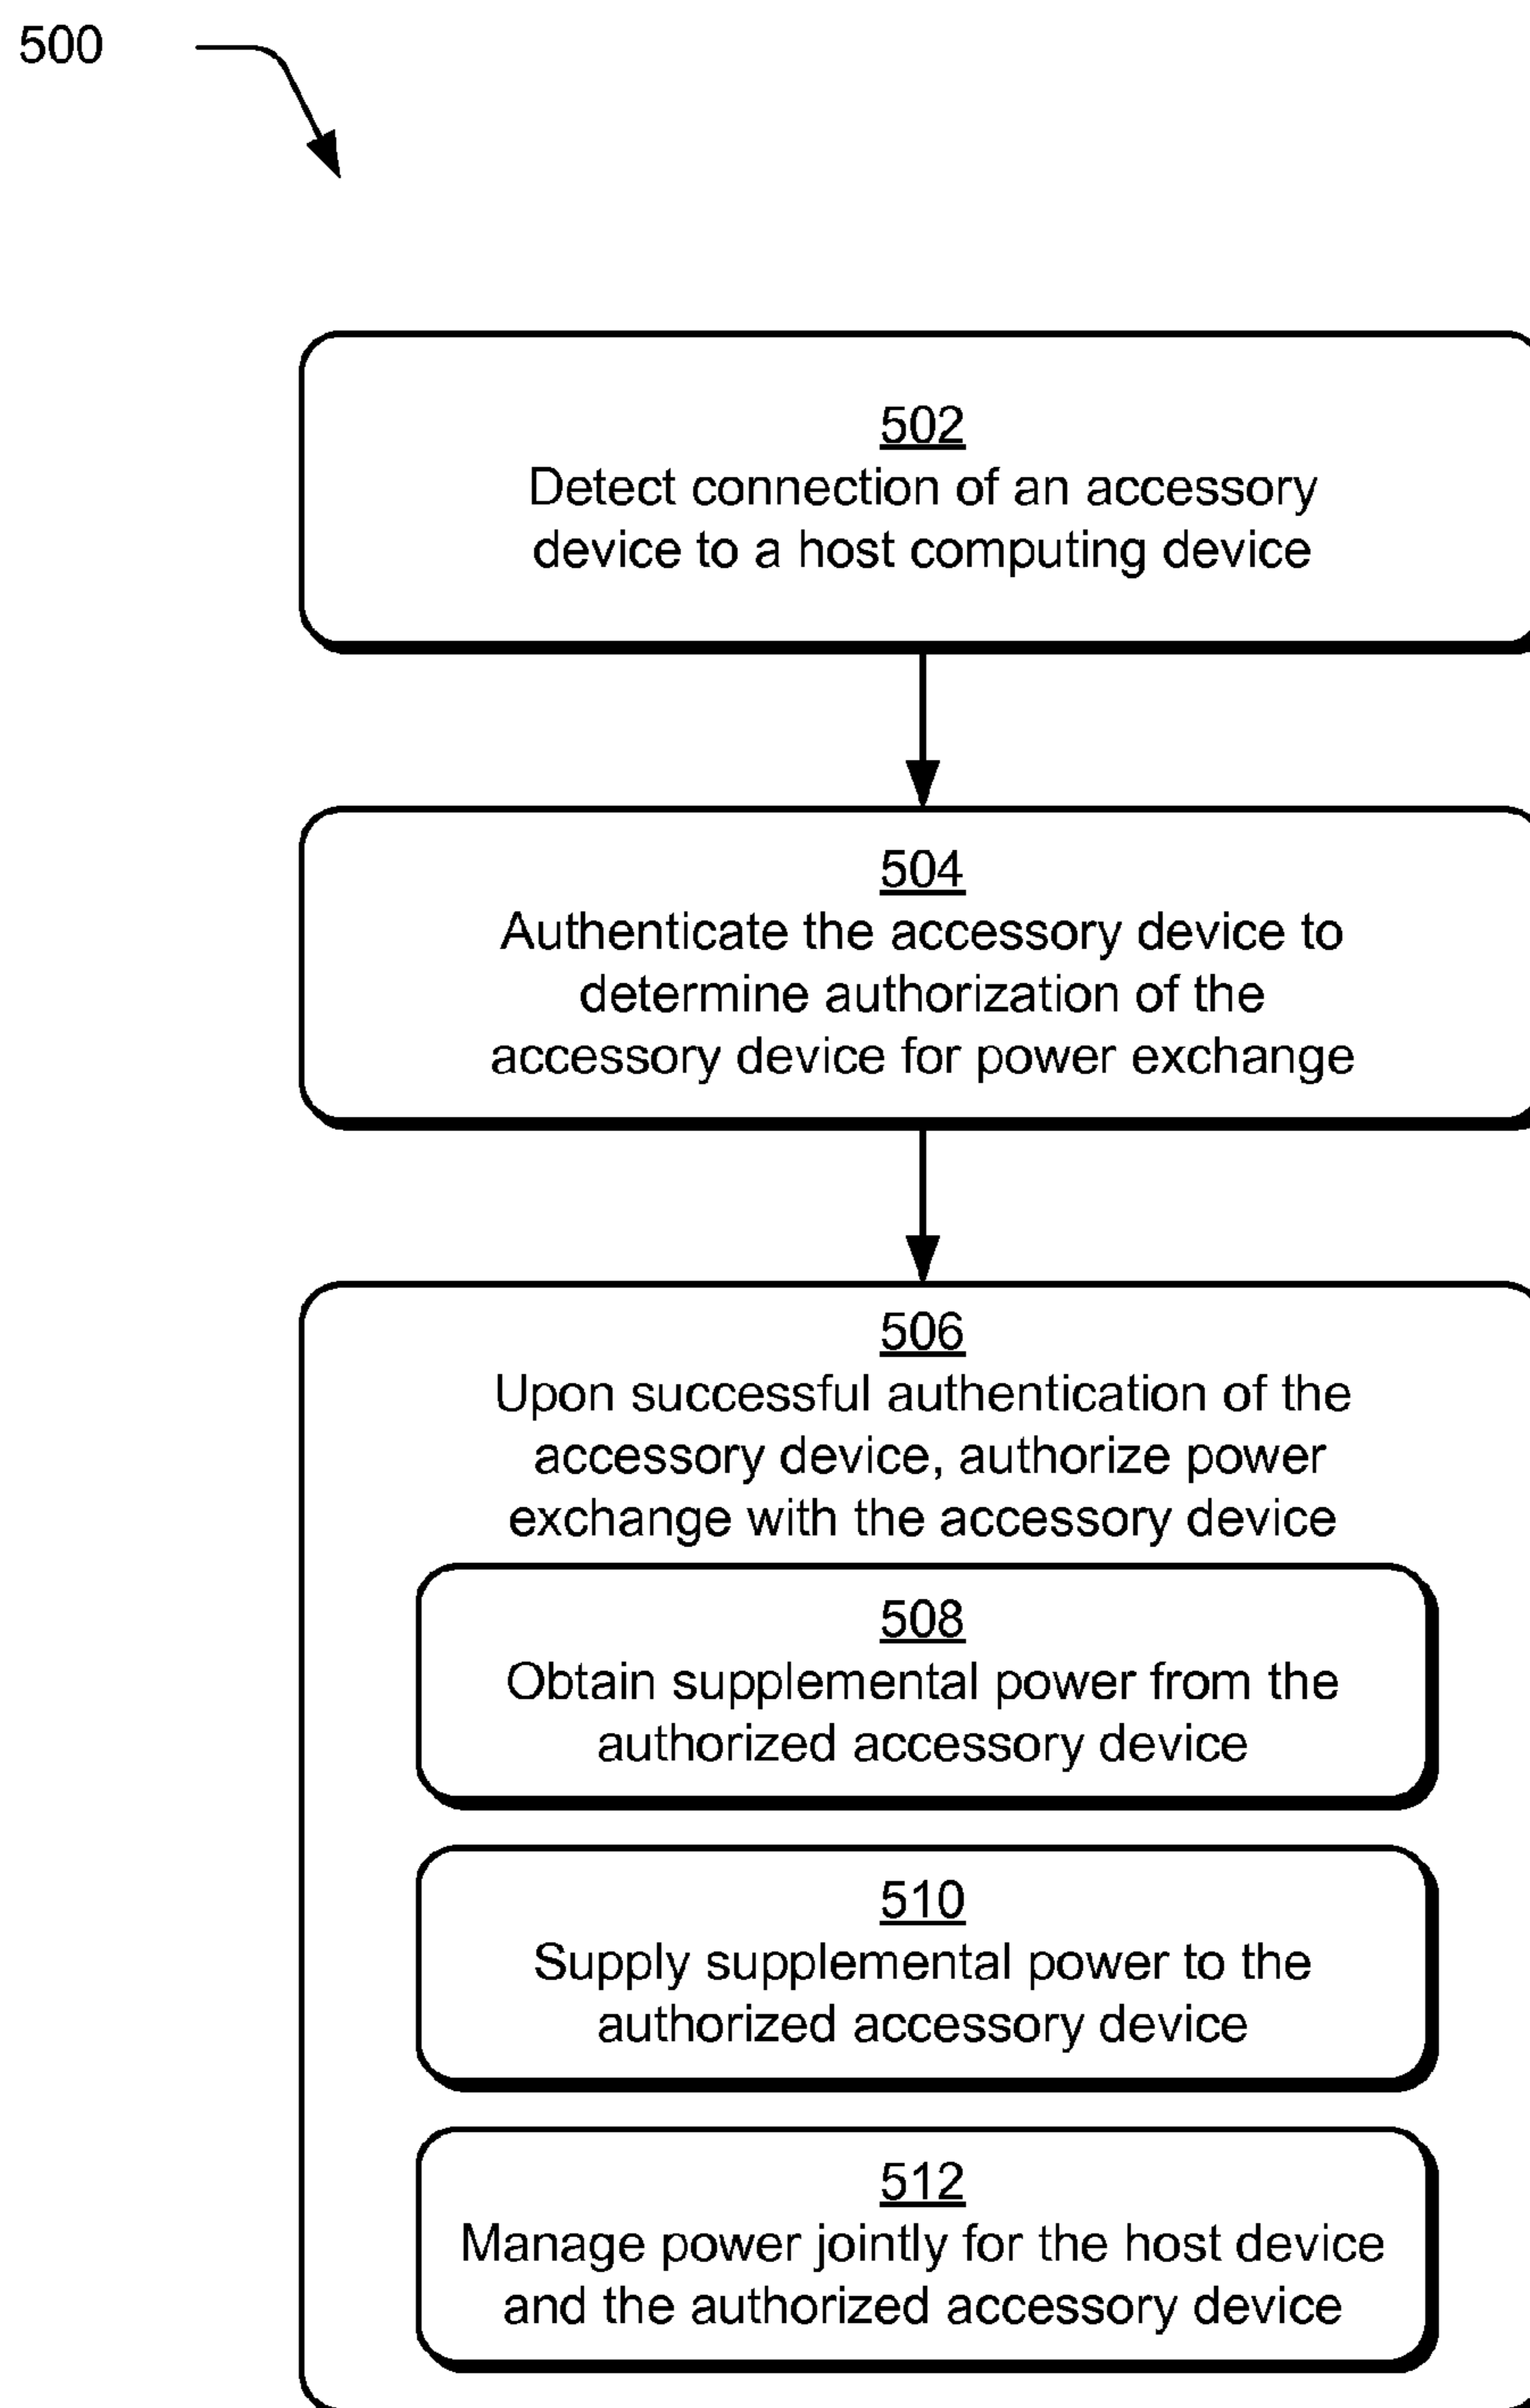 500
502
Detect connection of an accessory
device to a host computing device
504
Authenticate the accessory device to
determine authorization of the
accessory device for power exchange
506
Upon successful authentication of the
accessory device, authorize power
exchange with the accessory device
508
Obtain supplemental power from the
authorized accessory device
510
Supply supplemental power to the
authorized accessory device
512
Manage power jointly for the host device
and the authorized accessory device